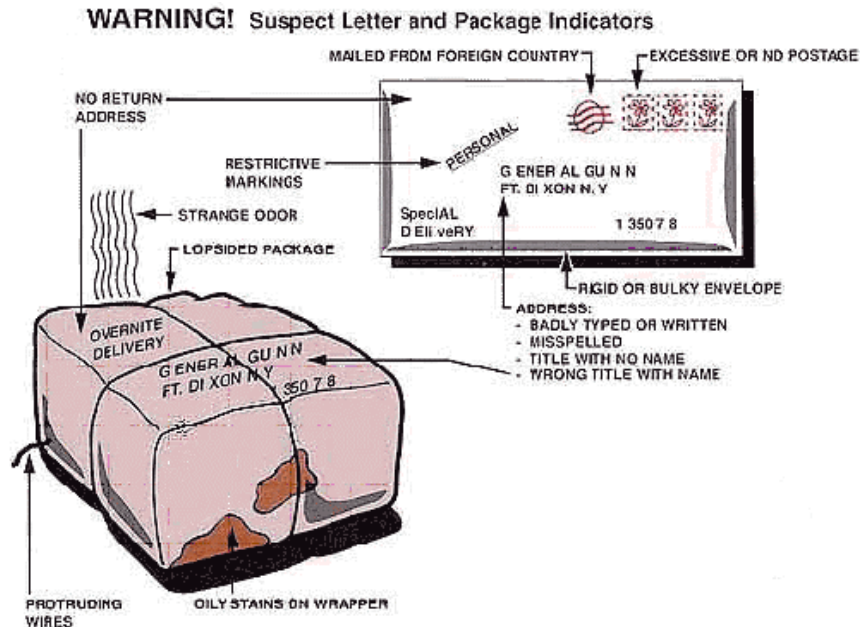 WARNING! Suspect Letter and Package Indicators
MAILED FROM FOREIGN COUNTRY
EXCESSIVE OR NO POSTAGE
NO RETURN
ADDRESS
RESTRICTIVE
MARKINGS
PERSONAL
G ENER AL GU N N
FT. DI XON N. Y
SpecIAL
D Eli veRY
1 3507 8
STRANGE ODOR
LOPSIDED PACKAGE
RIGID OR BULKY ENVELOPE
ADDRESS:
- BADLY TYPED OR WRITTEN
- MISSPELLED
- TITLE WITH NO NAME
- WRONG TITLE WITH NAME
OVERNITE
DELIVERY
G ENER AL GU N N
FT. DI XON N Y
1 350 7 8
PROTRUDING
WIRES
OILY STAINS ON WRAPPER